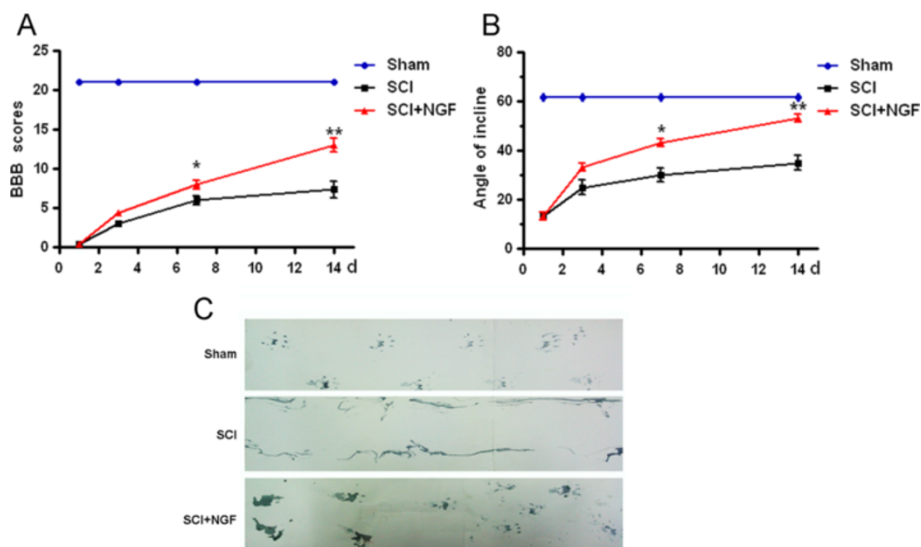 A
BBB scores
25
20
15
10
5
0
0 2 4 6 8 10 12 14 d
Sham
SCI
SCI+NGF
*
**
B
Angle of incline
80
60
40
20
0
0 2 4 6 8 10 12 14 d
Sham
SCI
SCI+NGF
*
**
C
Sham
SCI
SCI+NGF